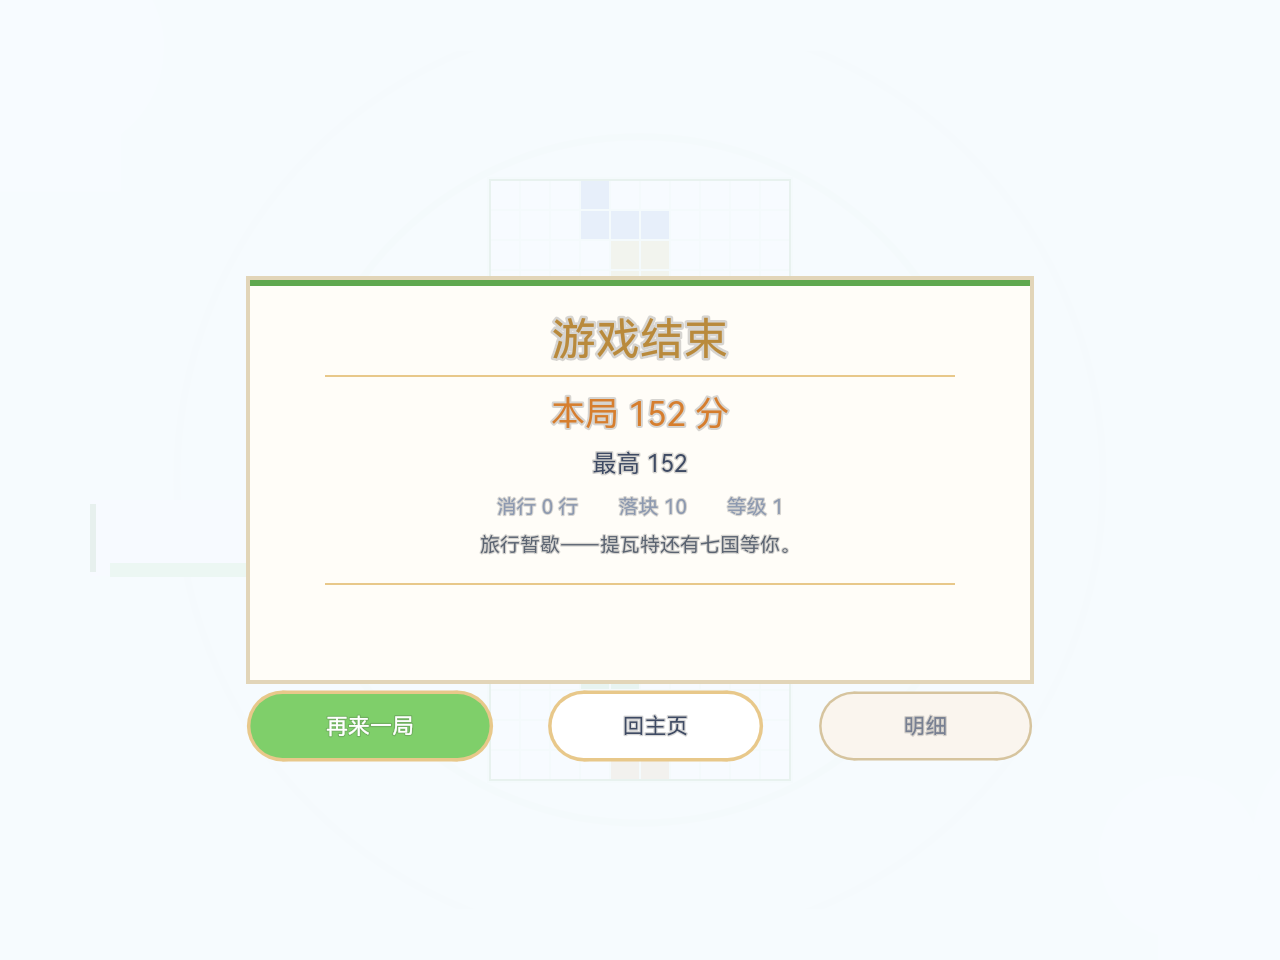 游戏结束
本局 152 分
最高 152
消行 0 行 落块 10 等级 1
旅行暂歇——提瓦特还有七国等你。
再来一局 回主页 明细